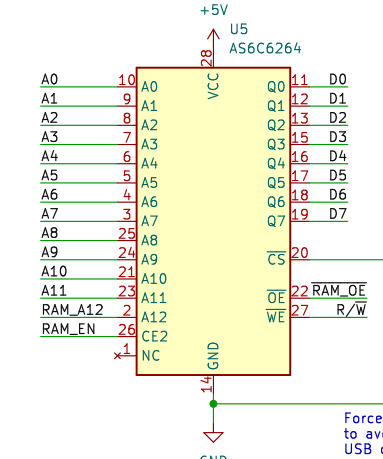 +5V
U5
AS6C6264
28
VCC
A0 10 A0 Q0 11 D0
A1 9 A1 Q1 12 D1
A2 8 A2 Q2 13 D2
A3 7 A3 Q3 15 D3
A4 6 A4 Q4 16 D4
A5 5 A5 Q5 17 D5
A6 4 A6 Q6 18 D6
A7 3 A7 Q7 19 D7
A8 25 A8
A9 24 A9 CS 20
A10 21 A10
A11 23 A11 OE 22 RAM_OE
RAM_A12 2 A12 WE 27 R/W
RAM_EN 26 CE2
1 NC
GND
14
Force
to
USB